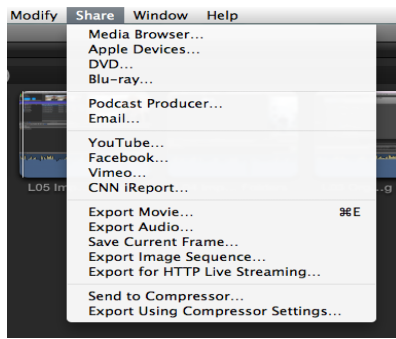 Modify Share Window Help
Media Browser...
Apple Devices...
DVD...
Blu-ray...
Podcast Producer...
Email...
YouTube...
Facebook...
Vimeo...
CNN iReport...
L05 Im
..g
Export Movie... ⌘E
Export Audio...
Save Current Frame...
Export Image Sequence...
Export for HTTP Live Streaming...
Send to Compressor...
Export Using Compressor Settings...